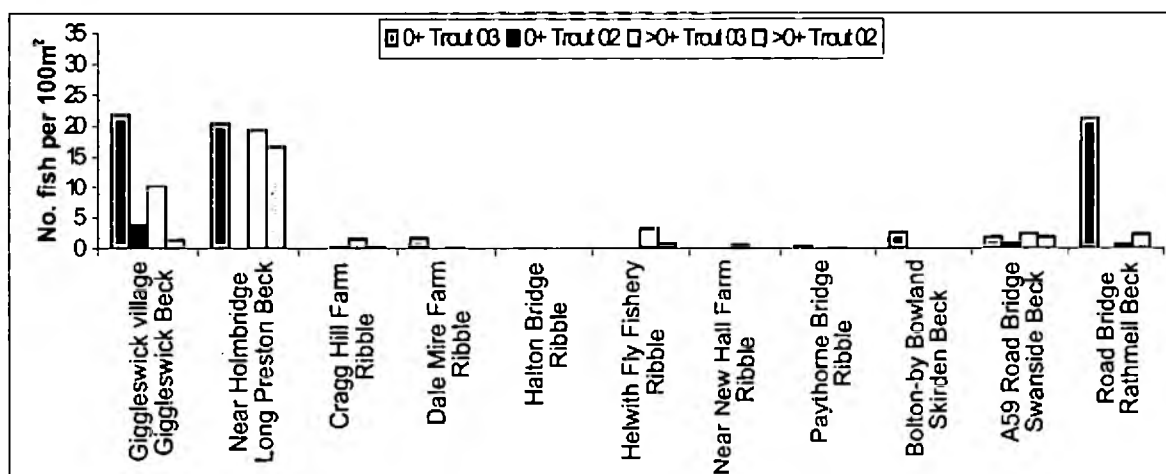 35
30
25
20
15
10
5
0
No. fish per 100m²
0+ Trout 03 0+ Trout 02 >0+ Trout 03 >0+ Trout 02
Giggleswick village
Giggleswick Beck
Near Holmbridge
Long Preston Beck
Cragg Hill Farm
Ribble
Dale Mire Farm
Ribble
Halton Bridge
Ribble
Helwith Fly Fishery
Ribble
Near New Hall Farm
Ribble
Paythorne Bridge
Ribble
Bolton-by Bowland
Skirden Beck
A59 Road Bridge
Swanside Beck
Road Bridge
Rathmell Beck